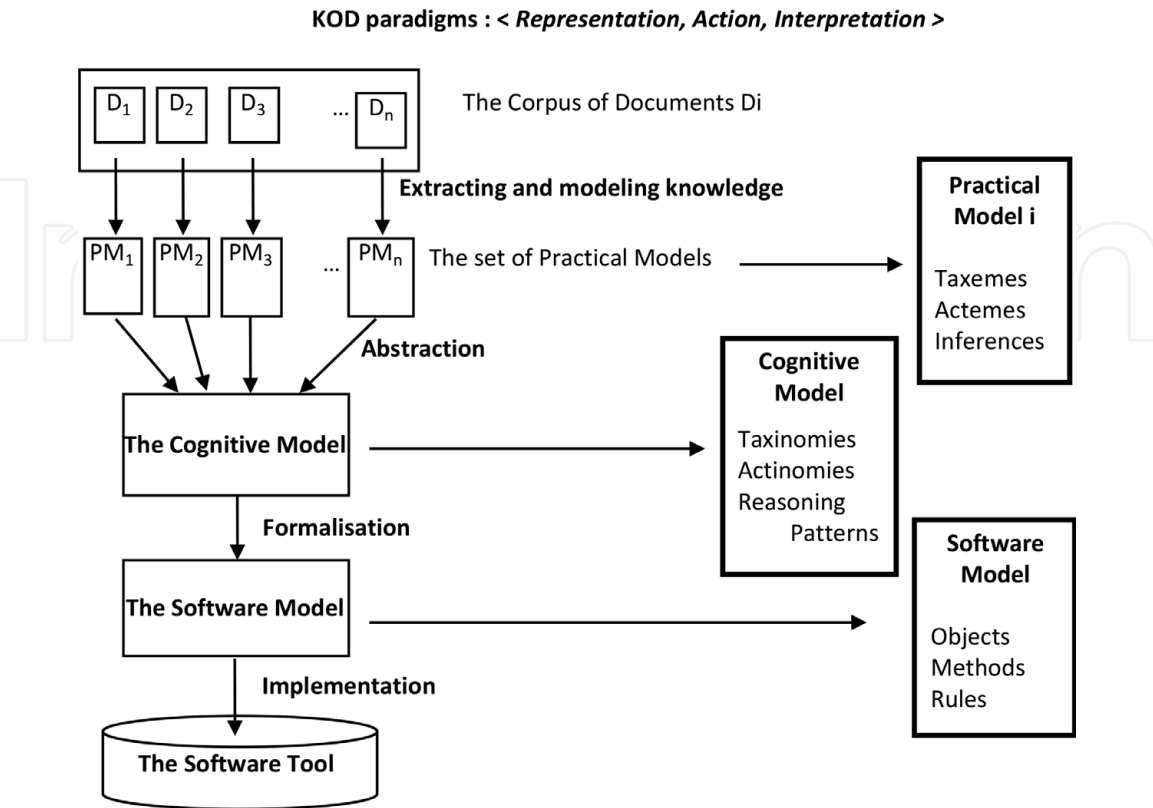 KOD paradigms : < Representation, Action, Interpretation >
D1 D2 D3 ... Dn
The Corpus of Documents Di
Extracting and modeling knowledge
PM1 PM2 PM3 ... PMn
The set of Practical Models
Practical
Model i
Taxemes
Actemes
Inferences
Abstraction
The Cognitive Model
Cognitive
Model
Taxinomies
Actinomies
Reasoning
Patterns
Formalisation
The Software Model
Software
Model
Objects
Methods
Rules
Implementation
The Software Tool